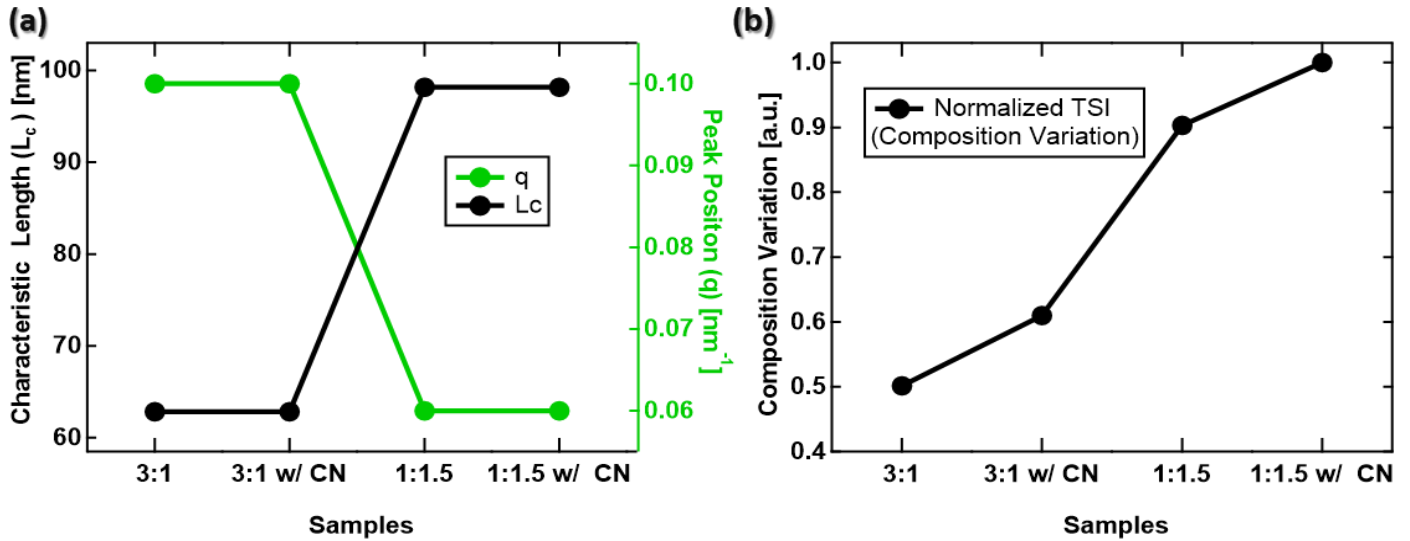 (a)
Characteristic Length (Lc) [nm]
100
90
80
70
60
q
Lc
0.10
0.09
0.08
0.07
0.06
Peak Positon (q) [nm⁻¹]
3:1 3:1 w/ CN 1:1.5 1:1.5 w/ CN
Samples
(b)
Composition Variation [a.u.]
1.0
0.9
0.8
0.7
0.6
0.5
0.4
Normalized TSI
(Composition Variation)
3:1 3:1 w/ CN 1:1.5 1:1.5 w/ CN
Samples